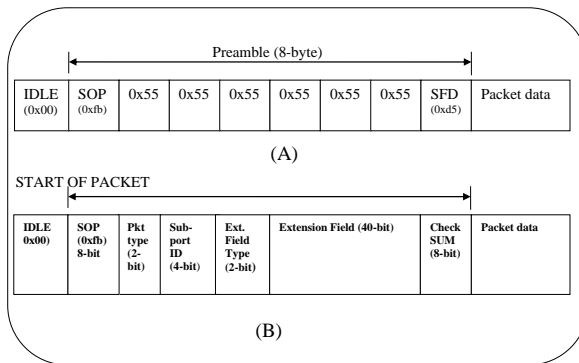 Preamble (8-byte)
IDLE (0x00) SOP (0xfb) 0x55 0x55 0x55 0x55 0x55 0x55 SFD (0xd5) Packet data
(A)
START OF PACKET
IDLE 0x00) SOP (0xfb) 8-bit Pkt type (2-bit) Sub-port ID (4-bit) Ext. Field Type (2-bit) Extension Field (40-bit) Check SUM (8-bit) Packet data
(B)